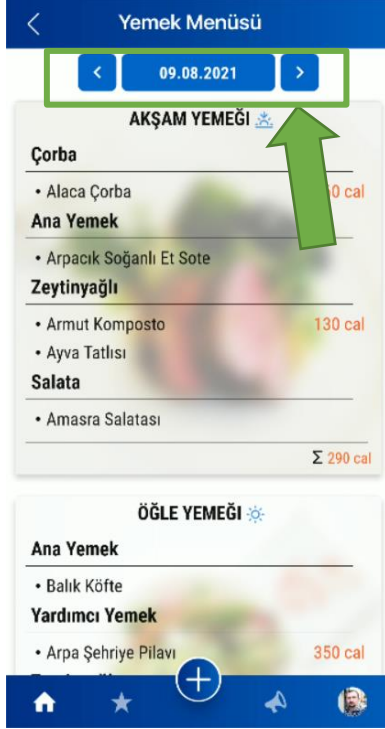 Yemek Menüsü
09.08.2021
AKŞAM YEMEĞI
Çorba
• Alaca Çorba
cal
Ana Yemek
• Arpacık Soğanlı Et Sote
Zeytinyağlı
• Armut Komposto 130 cal
• Ayva Tatlısı
Salata
• Amasra Salatası
Σ 290 cal
ÖĞLE YEMEĞI
Ana Yemek
• Balık Köfte
Yardımcı Yemek
• Arpa Şehriye Pilavı 350 cal